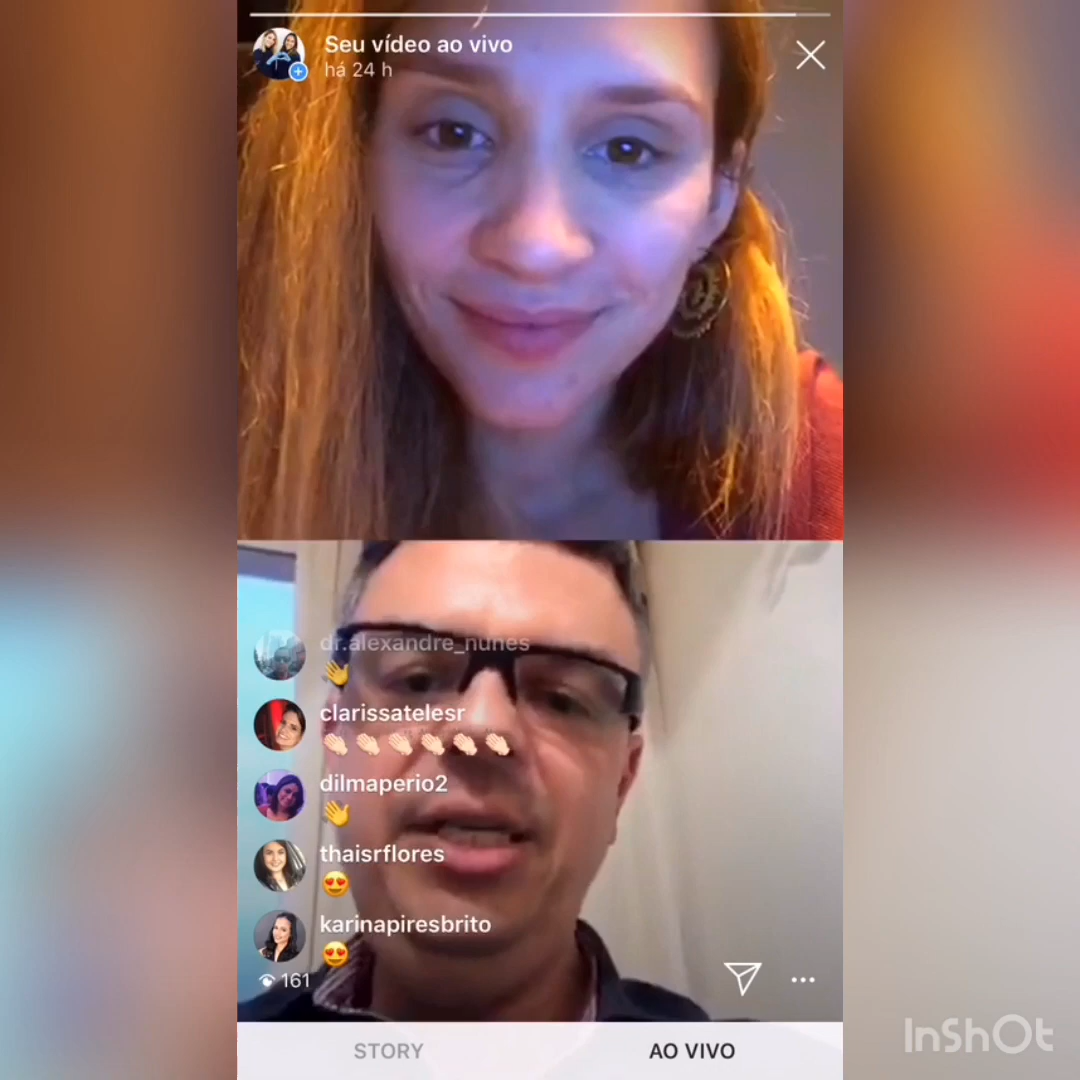 Seu vídeo ao vivo
há 24 h
dr.alexandre_nunes
clarissatelesr
dilmaperio2
thaisrflores
karinapiresbrito
161
STORY
AO VIVO
InShOt